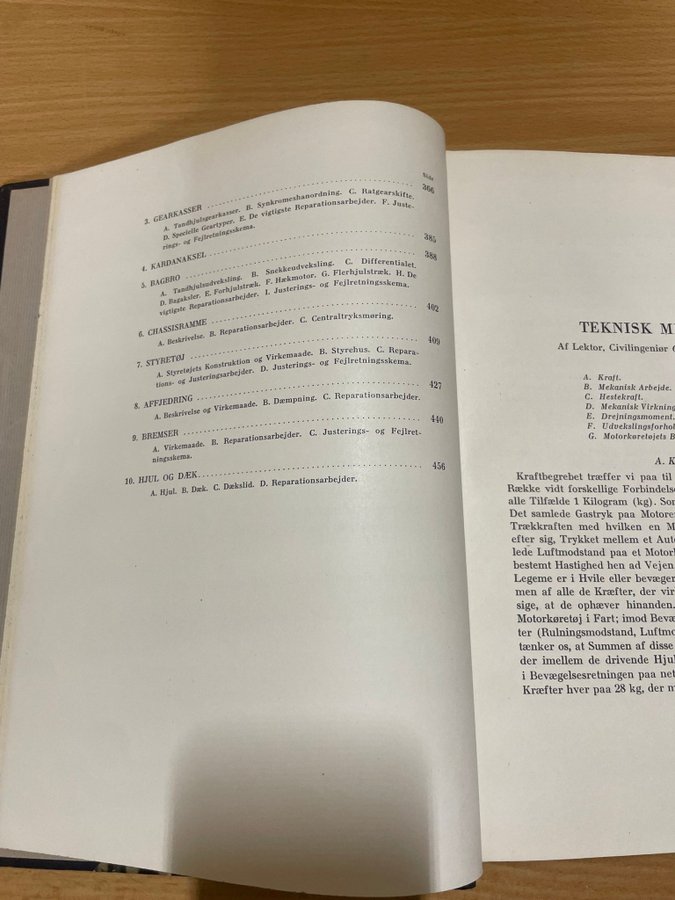 Side
3. GEARKASSER 366
A. Tandhjulsgearkasser. B. Synkromeshanordning. C. Ratgearskifte.
D. Specielle Geartyper. E. De vigtigste Reparationsarbejder. F. Juste-
rings- og Fejlretningsskema.
4. KARDANAKSEL 385
5. BAGBRO 388
A. Tandhjulsudveksling. B. Snekkeudveksling. C. Differentialet.
D. Bagaksler. E. Forhjulstræk. F. Hækmotor. G. Flerhjulstræk. H. De
vigtigste Reparationsarbejder. I. Justerings- og Fejlretningsskema.
6. CHASSISRAMME 402
A. Beskrivelse. B. Reparationsarbejder. C. Centraltryksmøring.
7. STYRETØJ 409
A. Styretøjets Konstruktion og Virkemaade. B. Styrehus. C. Repara-
tions- og Justeringsarbejder. D. Justerings- og Fejlretningsskema.
8. AFFJEDRING 427
A. Beskrivelse og Virkemaade. B. Dæmpning. C. Reparationsarbejder.
9. BREMSER 440
A. Virkemaade. B. Reparationsarbejder. C. Justerings- og Fejlret-
ningsskema.
10. HJUL OG DÆK 456
A. Hjul. B. Dæk. C. Dækslid. D. Reparationsarbejder.
TEKNISK M
Af Lektor, Civilingeniør
A. Kraft.
B. Mekanisk Arbejde.
C. Hestekraft.
D. Mekanisk Virkning
E. Drejningsmoment.
F. Udvekslingsforhol
G. Motorkøretøjets B
A. K
Kraftbegrebet træffer vi paa til
Række vidt forskellige Forbindelse
alle Tilfælde 1 Kilogram (kg). Som
Det samlede Gastryk paa Motore
Trækkraften med hvilken en M
efter sig, Trykket mellem et Aut
lede Luftmodstand paa et Motork
bestemt Hastighed hen ad Vejen
Legeme er i Hvile eller bevæger
men af alle de Kræfter, der vir
sige, at de ophæver hinanden.
Motorkøretøj i Fart; imod Bevæ
ter (Rulningsmodstand, Luftmo
tænker os, at Summen af disse
der imellem de drivende Hjul
i Bevægelsesretningen paa net
Kræfter hver paa 28 kg, der m